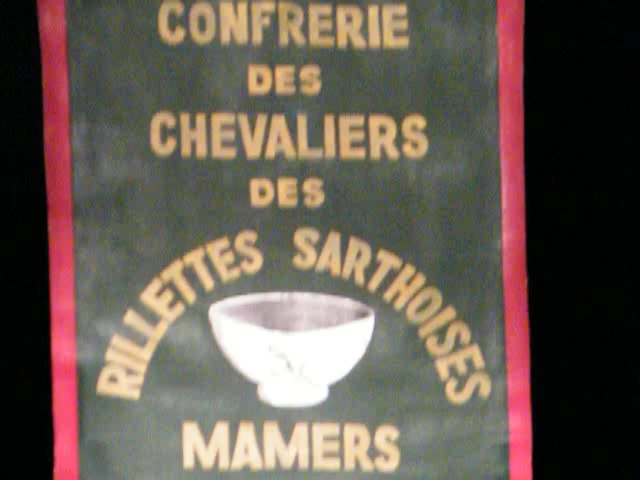 CONFRERIE
DES
CHEVALIERS
DES
RILLETTES SARTHOISES
MAMERS